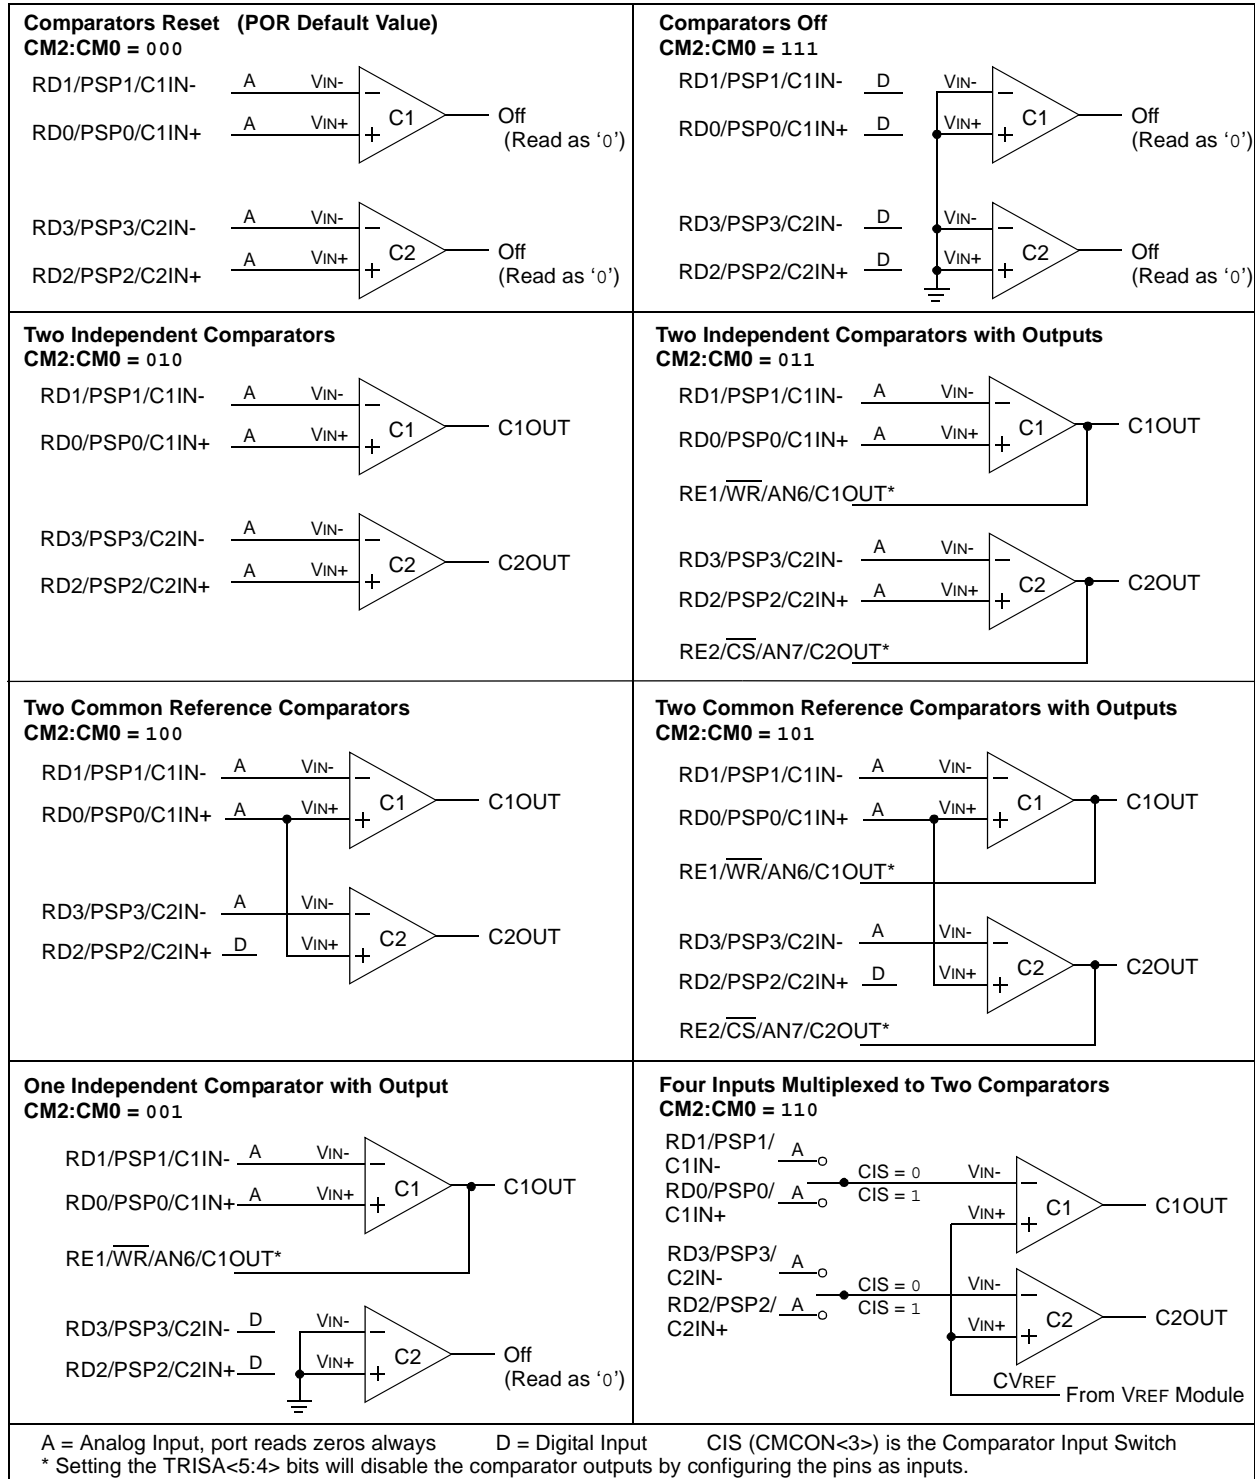 Comparators Reset (POR Default Value)
CM2:CM0 = 000
RD1/PSP1/C1IN- A VIN-
RD0/PSP0/C1IN+ A VIN+
C1
Off
(Read as ‘0’)
RD3/PSP3/C2IN- A VIN-
RD2/PSP2/C2IN+ A VIN+
C2
Off
(Read as ‘0’)
Comparators Off
CM2:CM0 = 111
RD1/PSP1/C1IN- D VIN-
RD0/PSP0/C1IN+ D VIN+
C1
Off
(Read as ‘0’)
RD3/PSP3/C2IN- D VIN-
RD2/PSP2/C2IN+ D VIN+
C2
Off
(Read as ‘0’)
Two Independent Comparators
CM2:CM0 = 010
RD1/PSP1/C1IN- A VIN-
RD0/PSP0/C1IN+ A VIN+
C1
C1OUT
RD3/PSP3/C2IN- A VIN-
RD2/PSP2/C2IN+ A VIN+
C2
C2OUT
Two Independent Comparators with Outputs
CM2:CM0 = 011
RD1/PSP1/C1IN- A VIN-
RD0/PSP0/C1IN+ A VIN+
C1
C1OUT
RE1/WR/AN6/C1OUT*
RD3/PSP3/C2IN- A VIN-
RD2/PSP2/C2IN+ A VIN+
C2
C2OUT
RE2/CS/AN7/C2OUT*
Two Common Reference Comparators
CM2:CM0 = 100
RD1/PSP1/C1IN- A VIN-
RD0/PSP0/C1IN+ A VIN+
C1
C1OUT
RD3/PSP3/C2IN- A VIN-
RD2/PSP2/C2IN+ D VIN+
C2
C2OUT
Two Common Reference Comparators with Outputs
CM2:CM0 = 101
RD1/PSP1/C1IN- A VIN-
RD0/PSP0/C1IN+ A VIN+
C1
C1OUT
RE1/WR/AN6/C1OUT*
RD3/PSP3/C2IN- A VIN-
RD2/PSP2/C2IN+ D VIN+
C2
C2OUT
RE2/CS/AN7/C2OUT*
One Independent Comparator with Output
CM2:CM0 = 001
RD1/PSP1/C1IN- A VIN-
RD0/PSP0/C1IN+ A VIN+
C1
C1OUT
RE1/WR/AN6/C1OUT*
RD3/PSP3/C2IN- D VIN-
RD2/PSP2/C2IN+ D VIN+
C2
Off
(Read as ‘0’)
Four Inputs Multiplexed to Two Comparators
CM2:CM0 = 110
RD1/PSP1/
C1IN-
A
RD0/PSP0/
C1IN+
A
CIS = 0
CIS = 1
VIN-
VIN+
C1
C1OUT
RD3/PSP3/
C2IN-
A
RD2/PSP2/
C2IN+
A
CIS = 0
CIS = 1
VIN-
VIN+
C2
C2OUT
CVREF
From VREF Module
A = Analog Input, port reads zeros always D = Digital Input CIS (CMCON<3>) is the Comparator Input Switch
* Setting the TRISA<5:4> bits will disable the comparator outputs by configuring the pins as inputs.